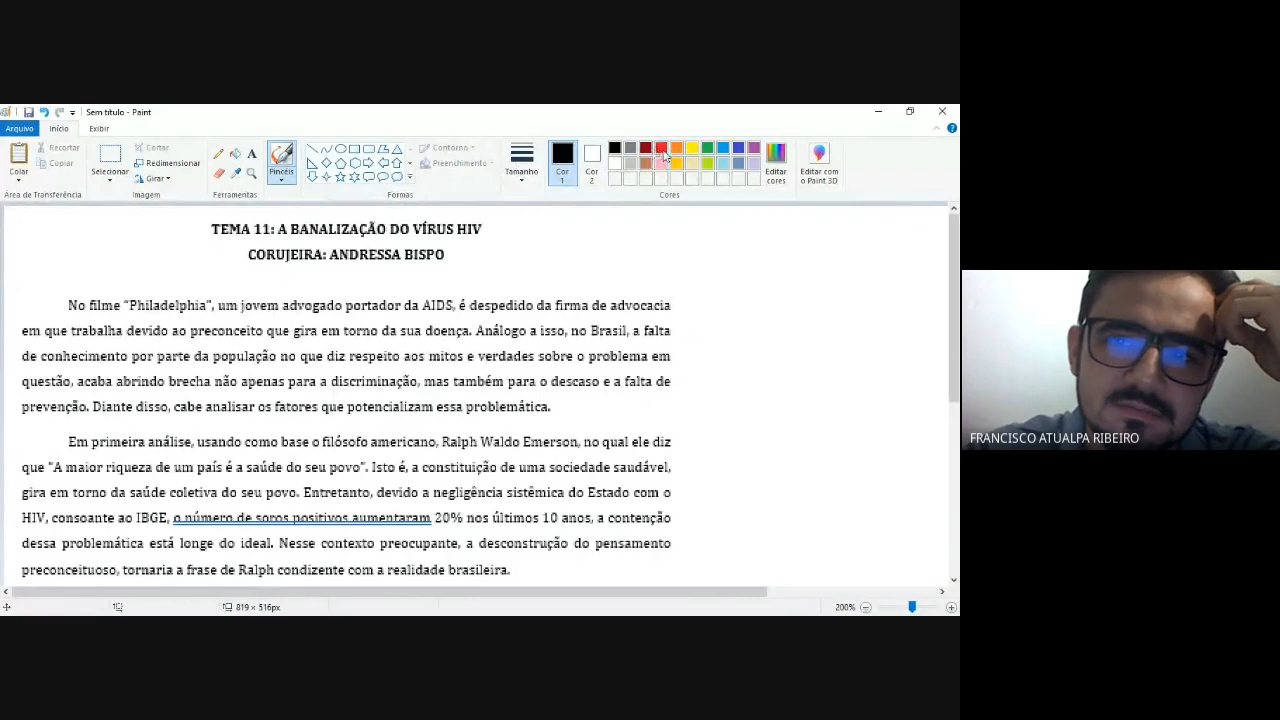 Sem título - Paint
Arquivo Início Exibir
Colar
Recortar
Copiar
Área de Transferência
Selecionar
Cortar
Redimensionar
Girar
Imagem
A
Ferramentas
Pincéis
Contorno
Preenchimento
Formas
Tamanho
Cor 1
Cor 2
Cores
Editar cores
Editar com o Paint 3D
TEMA 11: A BANALIZAÇÃO DO VÍRUS HIV
CORUJEIRA: ANDRESSA BISPO
No filme “Philadelphia”, um jovem advogado portador da AIDS, é despedido da firma de advocacia
em que trabalha devido ao preconceito que gira em torno da sua doença. Análogo a isso, no Brasil, a falta
de conhecimento por parte da população no que diz respeito aos mitos e verdades sobre o problema em
questão, acaba abrindo brecha não apenas para a discriminação, mas também para o descaso e a falta de
prevenção. Diante disso, cabe analisar os fatores que potencializam essa problemática.
Em primeira análise, usando como base o filósofo americano, Ralph Waldo Emerson, no qual ele diz
que “A maior riqueza de um país é a saúde do seu povo”. Isto é, a constituição de uma sociedade saudável,
gira em torno da saúde coletiva do seu povo. Entretanto, devido a negligência sistêmica do Estado com o
HIV, consoante ao IBGE, o número de soros positivos aumentaram 20% nos últimos 10 anos, a contenção
dessa problemática está longe do ideal. Nesse contexto preocupante, a desconstrução do pensamento
preconceituoso, tornaria a frase de Ralph condizente com a realidade brasileira.
819 × 516px
200%
FRANCISCO ATUALPA RIBEIRO